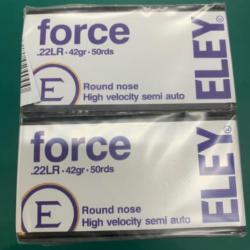 force
.22LR·42gr·50rds
E
Round nose
High velocity semi auto
ELEY
force
.22LR·42gr·50rds
E
Round nose
High velocity semi auto
ELEY